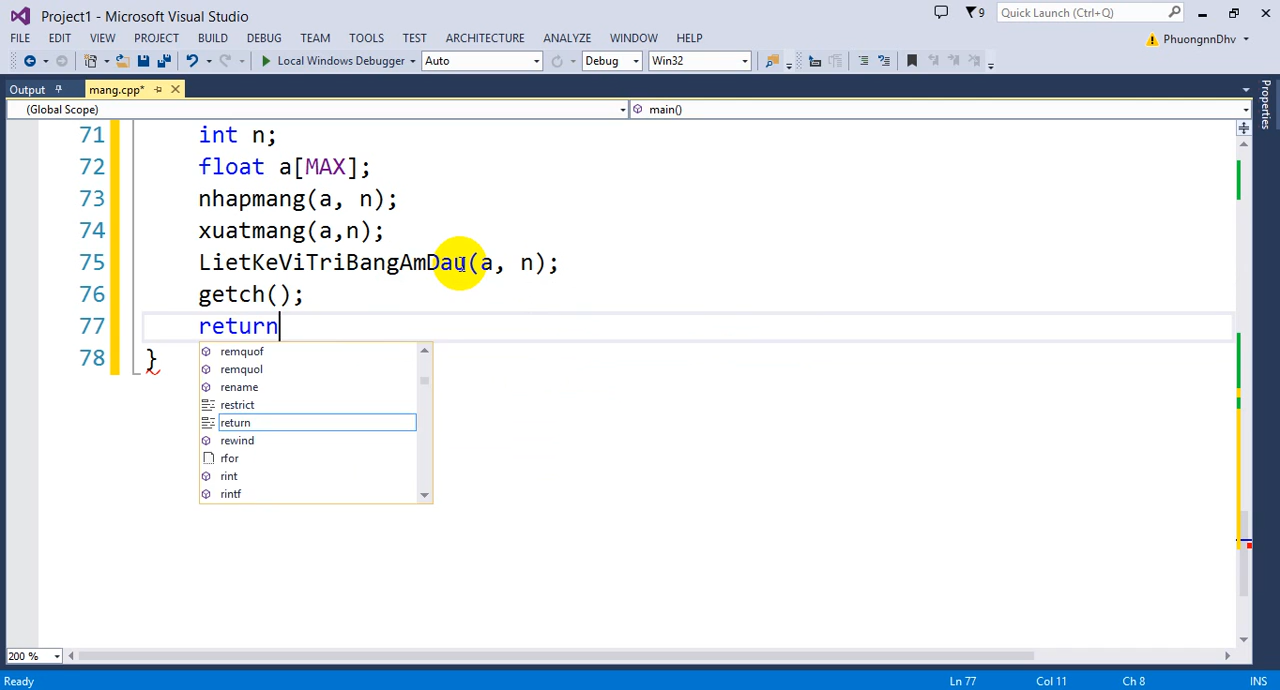 Project1 - Microsoft Visual Studio
9
Quick Launch (Ctrl+Q)
FILE EDIT VIEW PROJECT BUILD DEBUG TEAM TOOLS TEST ARCHITECTURE ANALYZE WINDOW HELP
PhuongnnDhv
Local Windows Debugger Auto Debug Win32
Output mang.cpp*
(Global Scope) main()
Properties
71 int n;
72 float a[MAX];
73 nhapmang(a, n);
74 xuatmang(a,n);
75 LietKeViTriBangAmDau(a, n);
76 getch();
77 return
78 }
remquof
remquol
rename
restrict
return
rewind
rfor
rint
rintf
200 %
Ready Ln 77 Col 11 Ch 8 INS